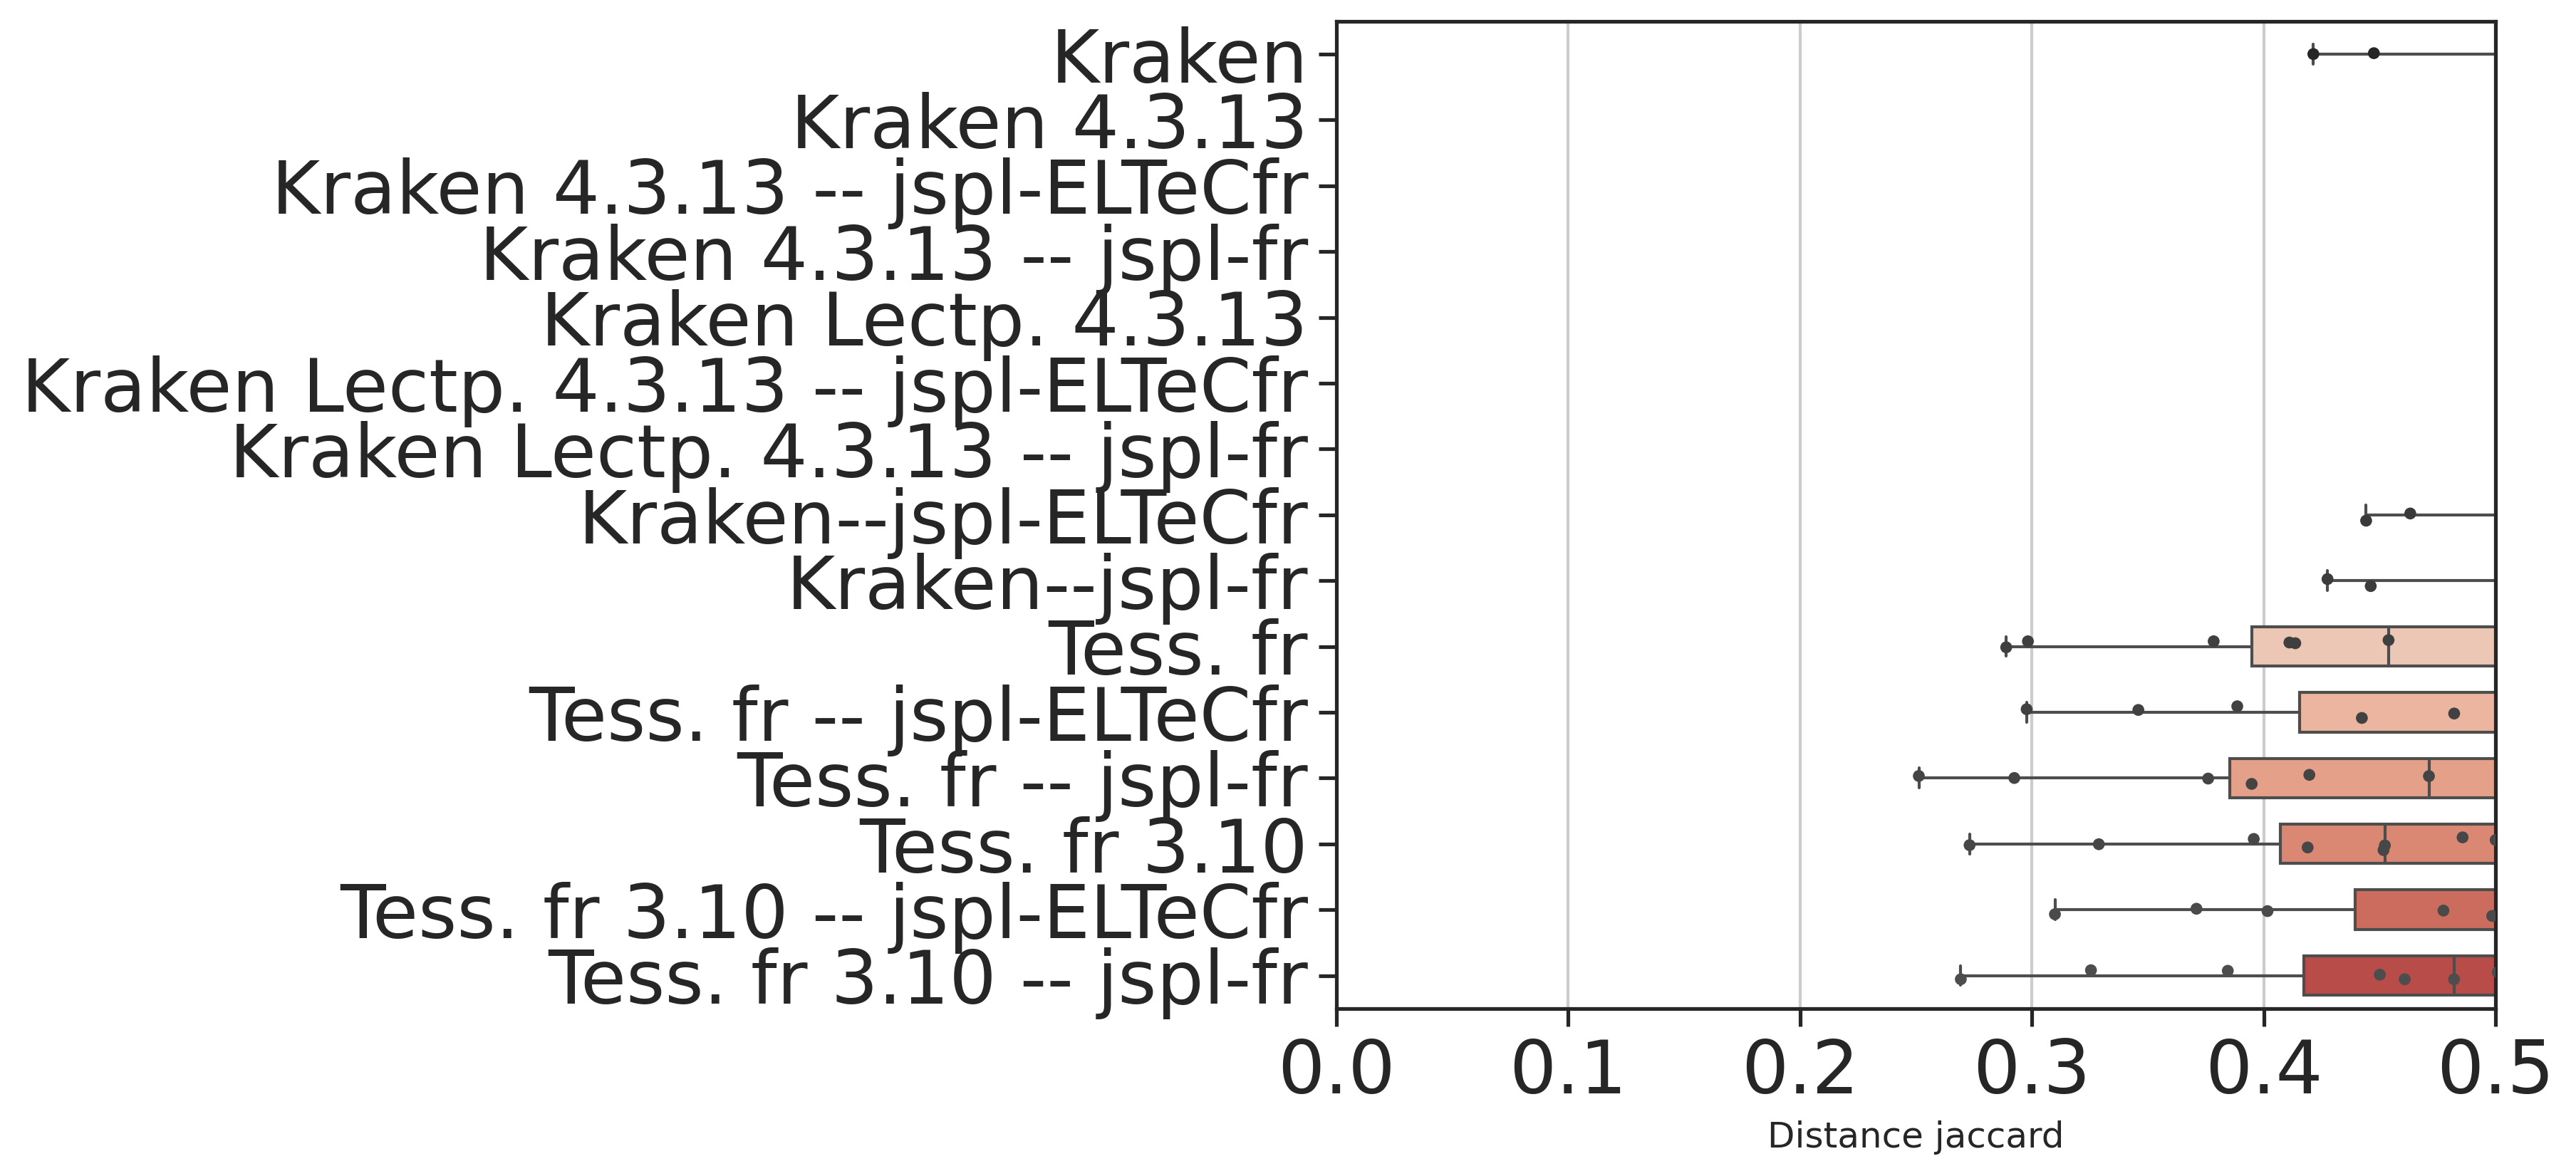 Kraken
Kraken 4.3.13
Kraken 4.3.13 -- jspl-ELTeCfr
Kraken 4.3.13 -- jspl-fr
Kraken Lectp. 4.3.13
Kraken Lectp. 4.3.13 -- jspl-ELTeCfr
Kraken Lectp. 4.3.13 -- jspl-fr
Kraken--jspl-ELTeCfr
Kraken--jspl-fr
Tess. fr
Tess. fr -- jspl-ELTeCfr
Tess. fr -- jspl-fr
Tess. fr 3.10
Tess. fr 3.10 -- jspl-ELTeCfr
Tess. fr 3.10 -- jspl-fr
0.0 0.1 0.2 0.3 0.4 0.5
Distance jaccard